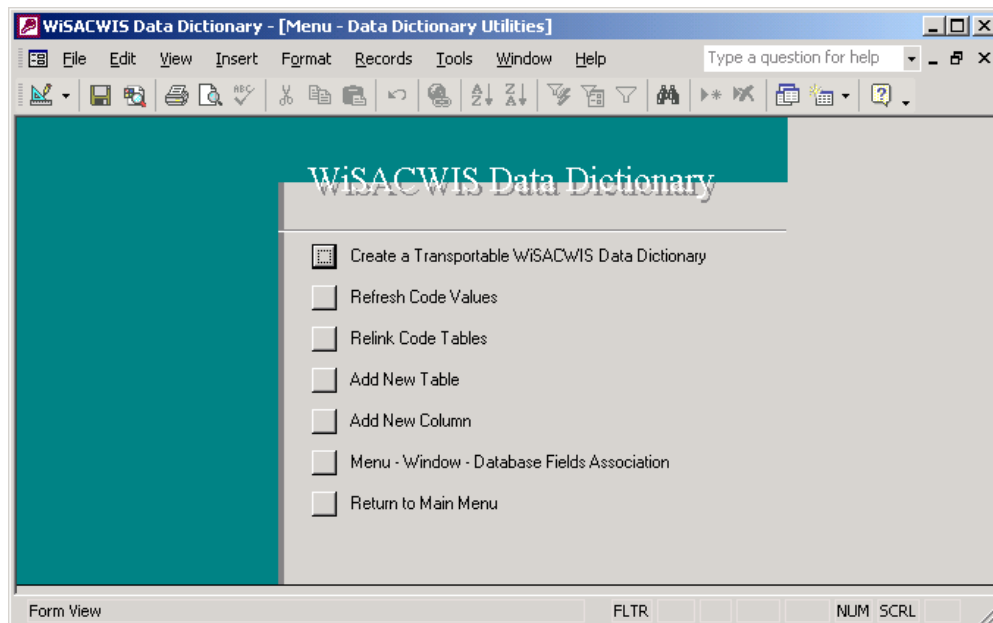 WiSACWIS Data Dictionary - [Menu - Data Dictionary Utilities]
File Edit View Insert Format Records Tools Window Help Type a question for help
ABC A Z Z A
WiSACWIS Data Dictionary
Create a Transportable WiSACWIS Data Dictionary
Refresh Code Values
Relink Code Tables
Add New Table
Add New Column
Menu - Window - Database Fields Association
Return to Main Menu
Form View FLTR NUM SCRL